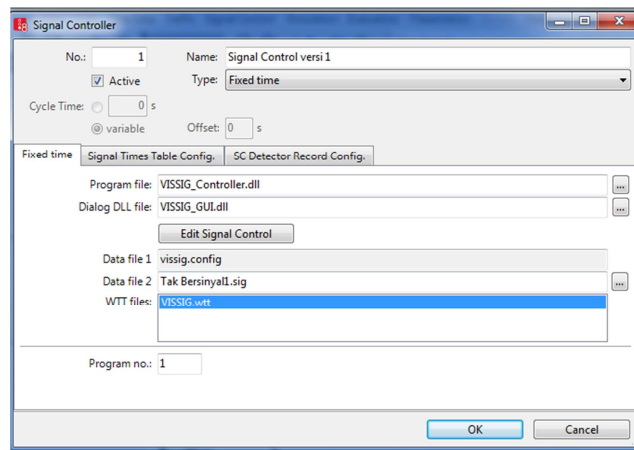 Signal Controller
No.: 1 Name: Signal Control versi 1
Active Type: Fixed time
Cycle Time: 0 s
variable Offset: 0 s
Fixed time Signal Times Table Config. SC Detector Record Config.
Program file: VISSIG_Controller.dll ...
Dialog DLL file: VISSIG_GUI.dll ...
Edit Signal Control
Data file 1 vissig.config
Data file 2 Tak Bersinyal1.sig ...
WTT files: VISSIG.wtt
Program no.: 1
OK Cancel